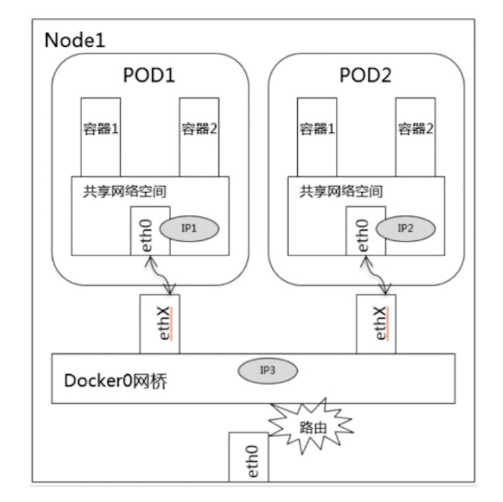 Node1
POD1
POD2
容器1
容器2
容器1
容器2
共享网络空间
共享网络空间
eth0
IP1
eth0
IP2
ethX
ethX
IP3
Docker0网桥
路由
eth0